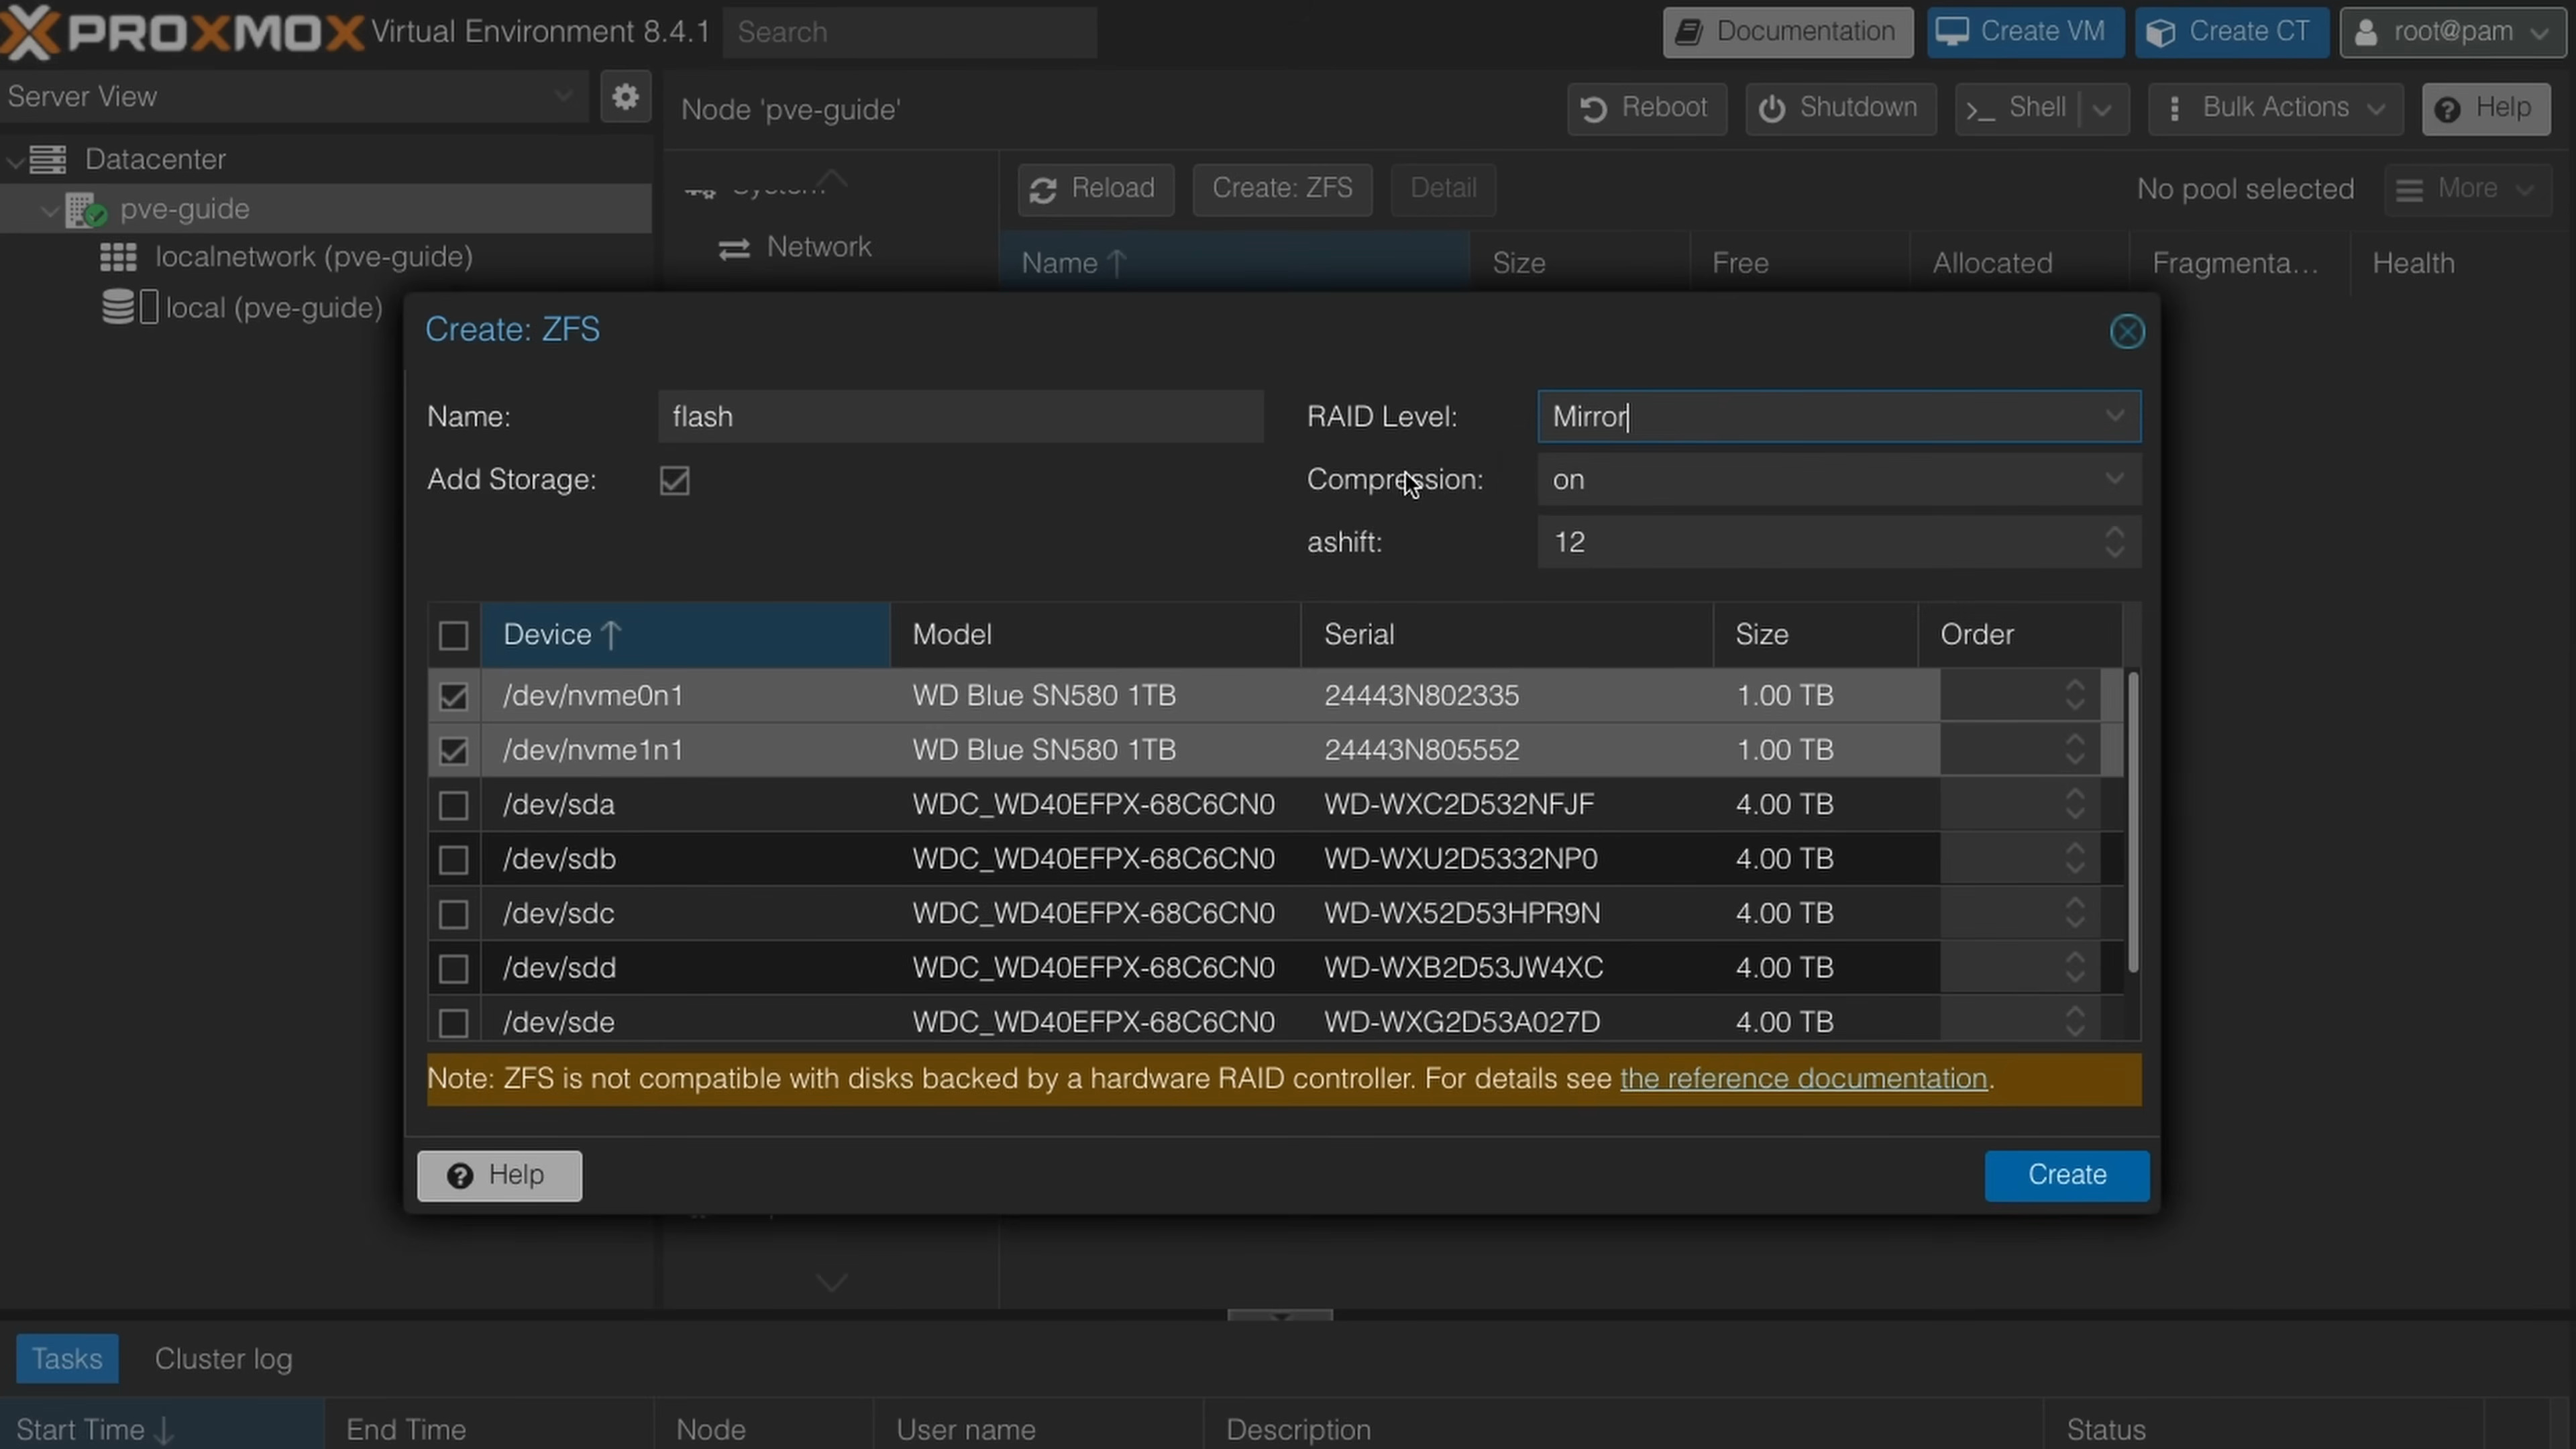 PROXMOX Virtual Environment 8.4.1 Search Documentation Create VM Create CT root@pam
Server View
Node 'pve-guide' Reboot Shutdown >_ Shell Bulk Actions Help
Datacenter
pve-guide
localnetwork (pve-guide)
local (pve-guide)
System
Network
Reload Create: ZFS Detail No pool selected More
Name Size Free Allocated Fragmenta... Health
Create: ZFS
Name: flash RAID Level: Mirror
Add Storage: Compression: on
ashift: 12
Device Model Serial Size Order
/dev/nvme0n1 WD Blue SN580 1TB 24443N802335 1.00 TB
/dev/nvme1n1 WD Blue SN580 1TB 24443N805552 1.00 TB
/dev/sda WDC_WD40EFPX-68C6CN0 WD-WXC2D532NFJF 4.00 TB
/dev/sdb WDC_WD40EFPX-68C6CN0 WD-WXU2D5332NP0 4.00 TB
/dev/sdc WDC_WD40EFPX-68C6CN0 WD-WX52D53HPR9N 4.00 TB
/dev/sdd WDC_WD40EFPX-68C6CN0 WD-WXB2D53JW4XC 4.00 TB
/dev/sde WDC_WD40EFPX-68C6CN0 WD-WXG2D53A027D 4.00 TB
Note: ZFS is not compatible with disks backed by a hardware RAID controller. For details see the reference documentation.
Help Create
Tasks Cluster log
Start Time End Time Node User name Description Status